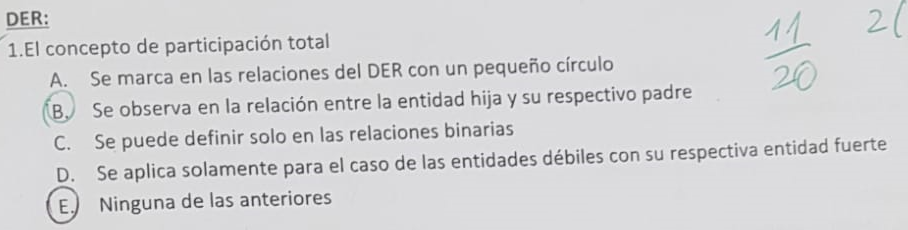 DER:
1.El concepto de participación total
A. Se marca en las relaciones del DER con un pequeño círculo
B. Se observa en la relación entre la entidad hija y su respectivo padre
C. Se puede definir solo en las relaciones binarias
D. Se aplica solamente para el caso de las entidades débiles con su respectiva entidad fuerte
E. Ninguna de las anteriores
11
20
2(